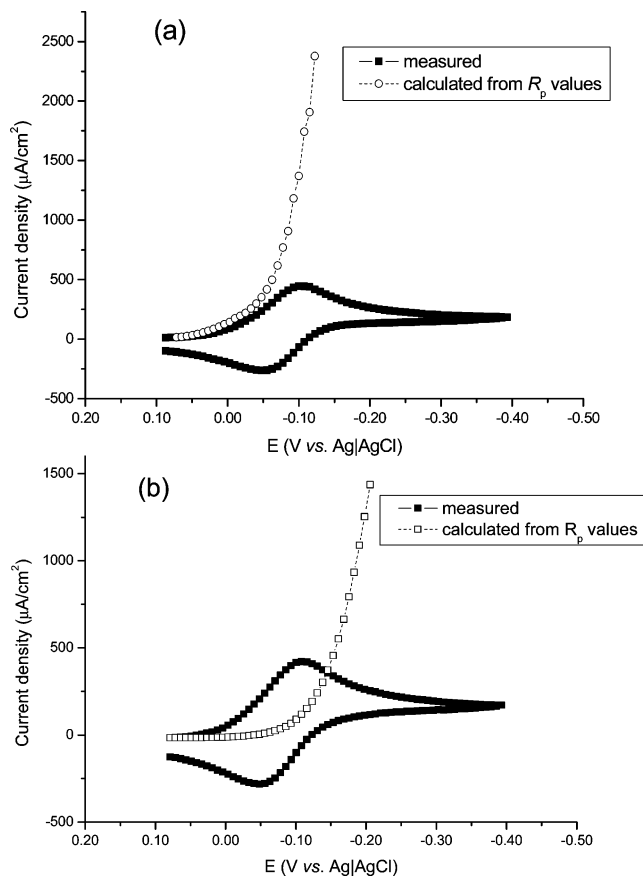 (a)
measured
calculated from Rp values
2500
2000
1500
1000
500
0
-500
Current density (μA/cm²)
0.20 0.10 0.00 -0.10 -0.20 -0.30 -0.40 -0.50
E (V vs. Ag|AgCl)
(b)
measured
calculated from Rp values
1500
1000
500
0
-500
Current density (μA/cm²)
0.20 0.10 0.00 -0.10 -0.20 -0.30 -0.40 -0.50
E (V vs. Ag|AgCl)